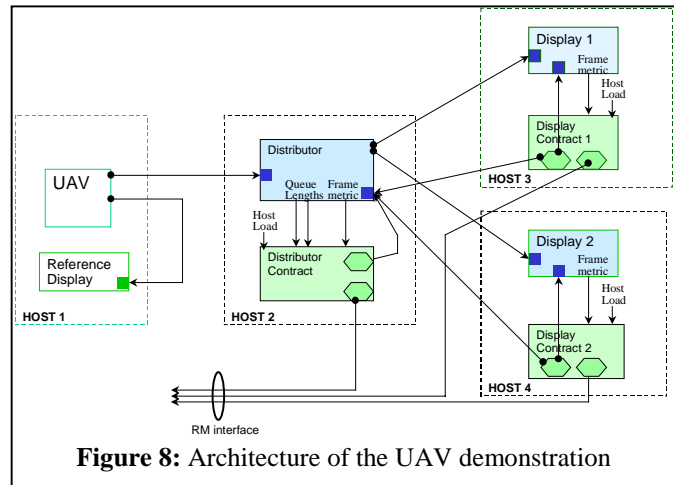 UAV
Reference
Display
HOST 1
Distributor
Queue
Lengths
Frame
metric
Host
Load
Distributor
Contract
HOST 2
Display 1
Frame
metric
Host
Load
Display
Contract 1
HOST 3
Display 2
Frame
metric
Host
Load
Display
Contract 2
HOST 4
RM interface
Figure 8: Architecture of the UAV demonstration